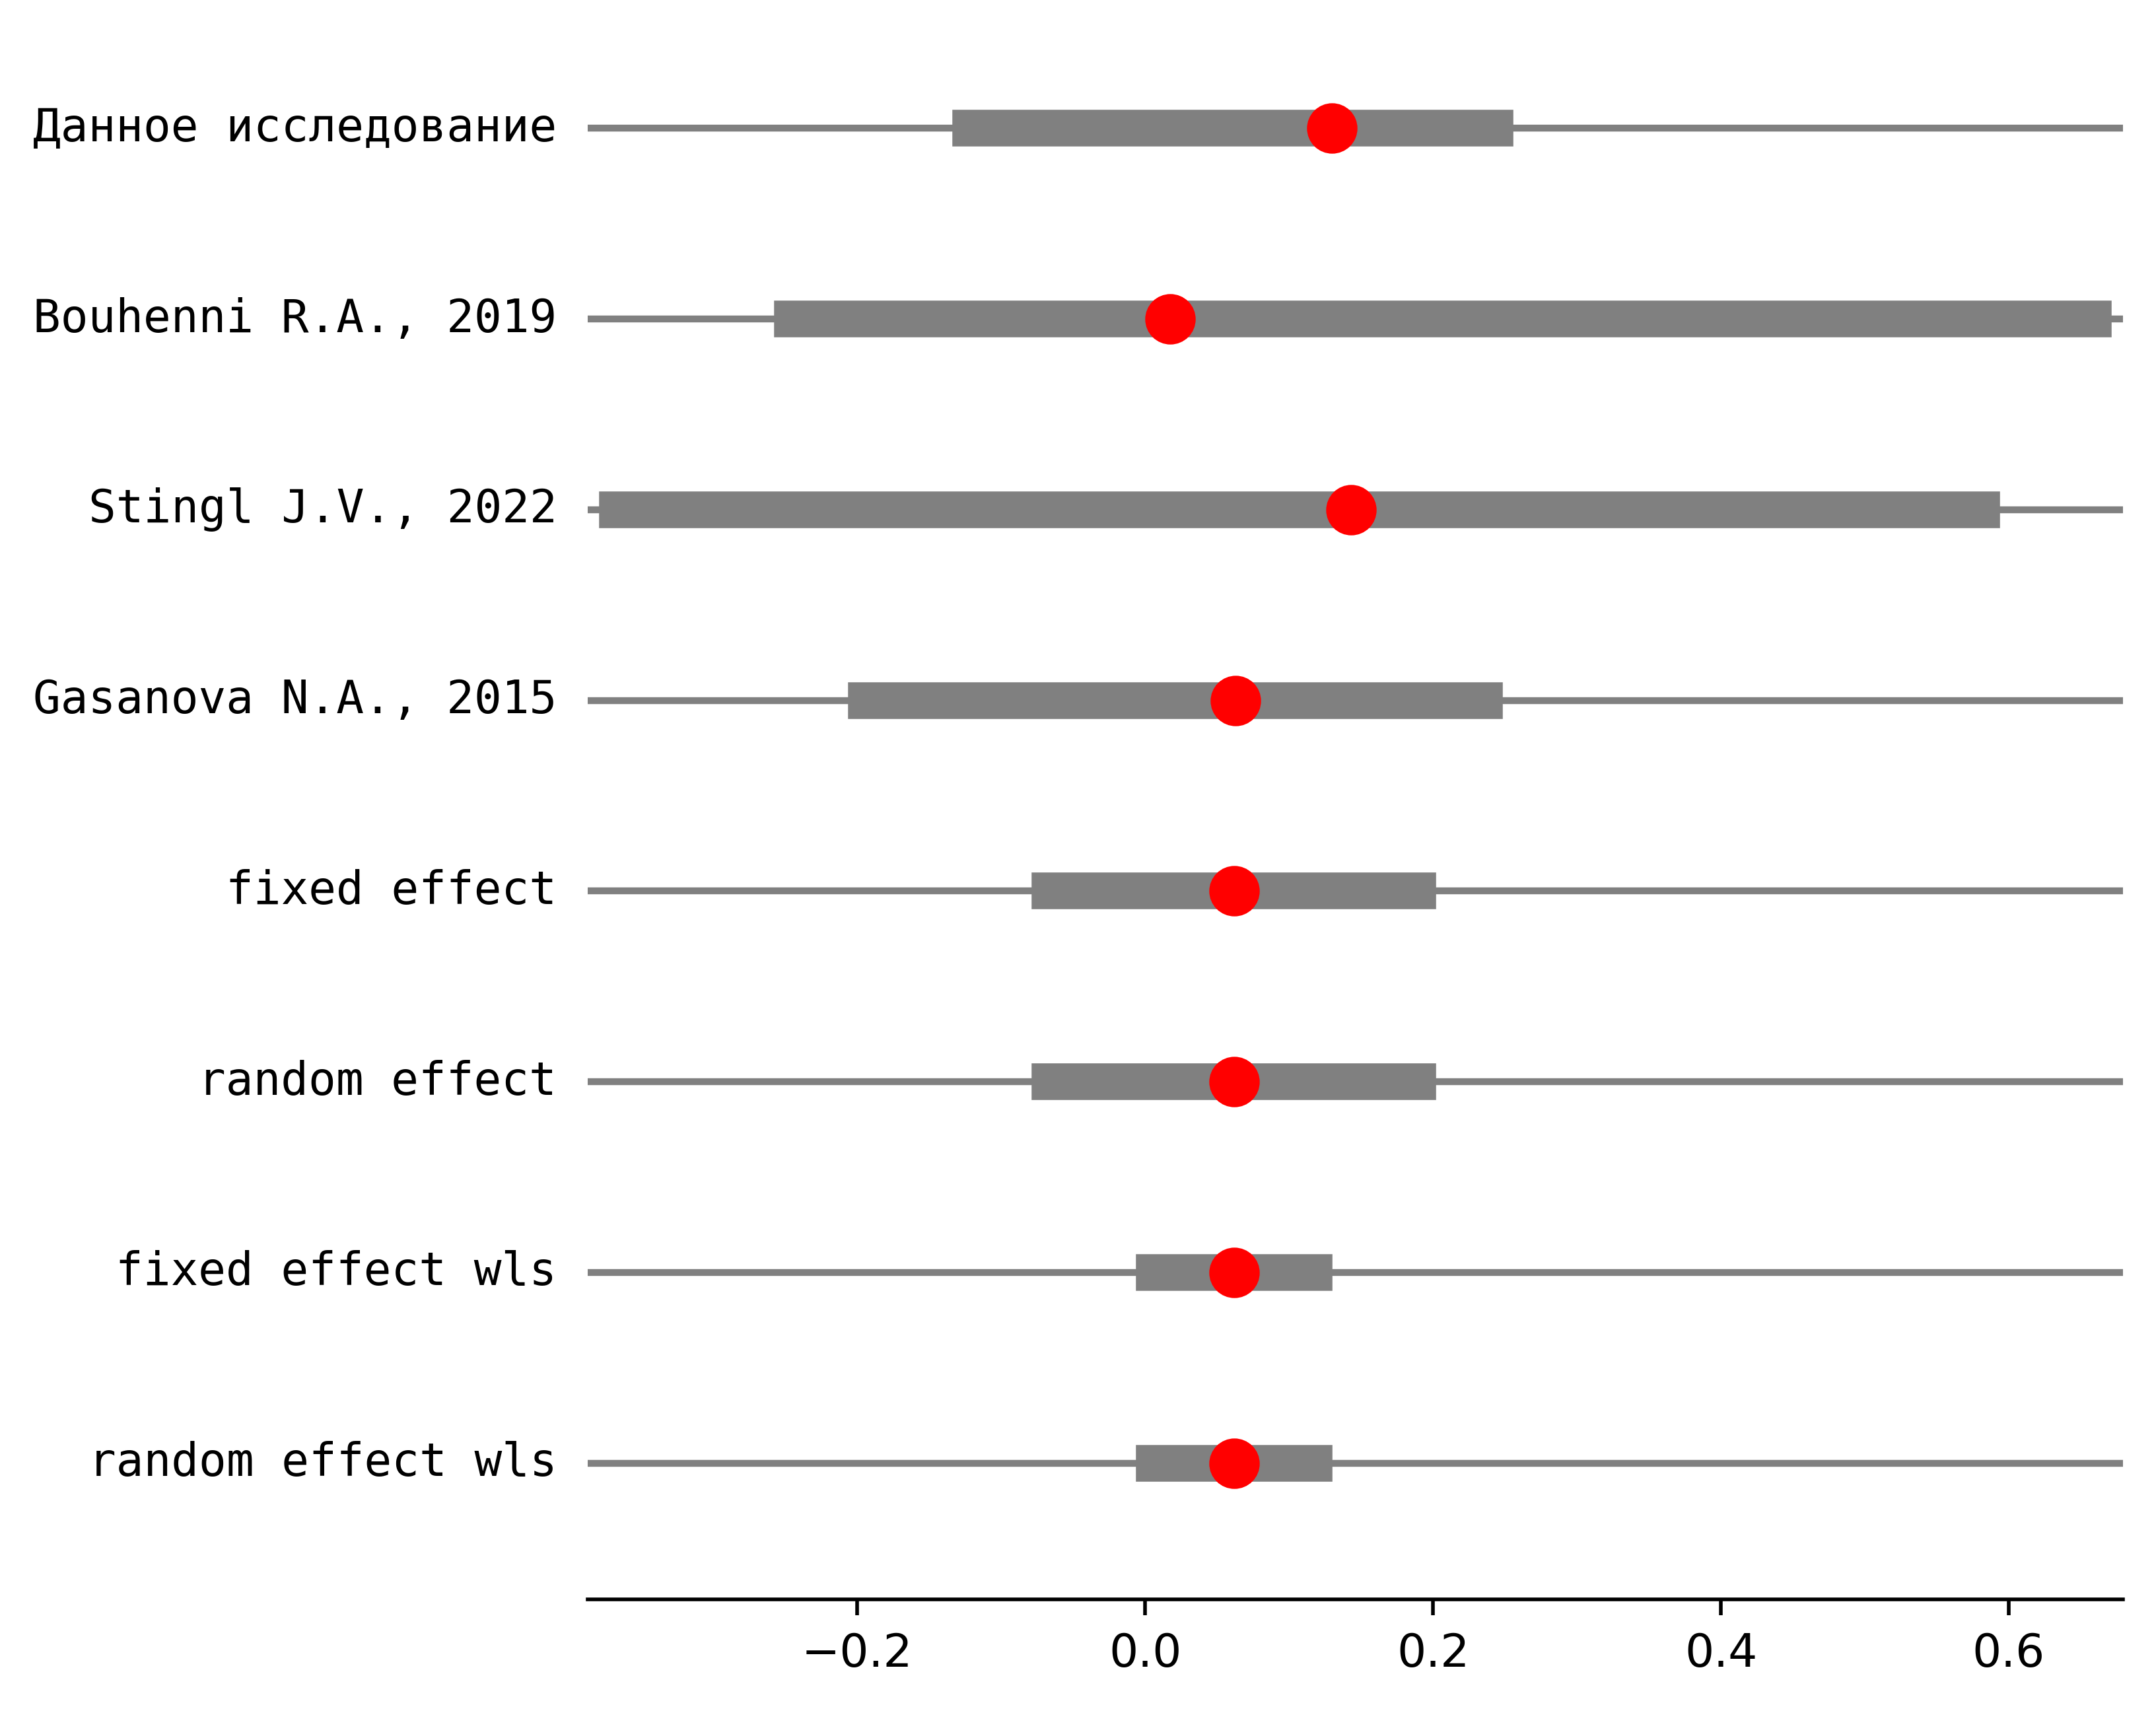 Данное исследование
Bouhenni R.A., 2019
Stingl J.V., 2022
Gasanova N.A., 2015
fixed effect
random effect
fixed effect wls
random effect wls
−0.2 0.0 0.2 0.4 0.6